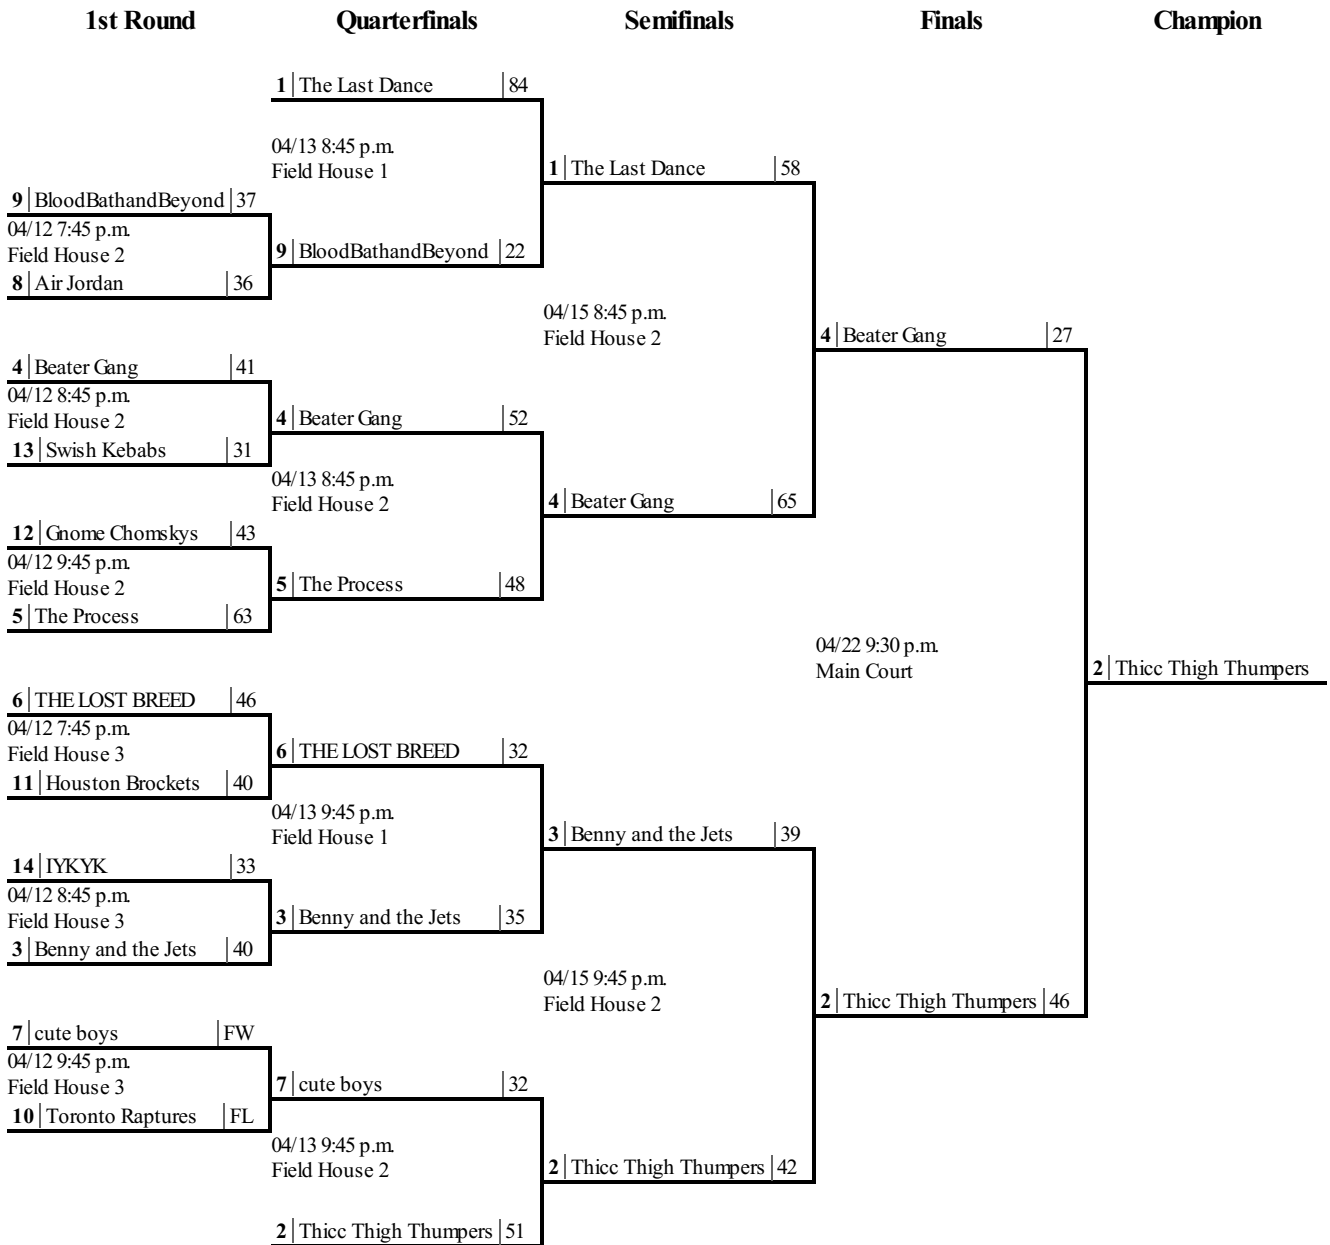 1st Round Quarterfinals Semifinals Finals Champion
1 The Last Dance 84
04/13 8:45 p.m.
Field House 1
1 The Last Dance 58
9 BloodBathandBeyond 37
04/12 7:45 p.m.
Field House 2
9 BloodBathandBeyond 22
8 Air Jordan 36
04/15 8:45 p.m.
Field House 2
4 Beater Gang 27
4 Beater Gang 41
04/12 8:45 p.m.
Field House 2
4 Beater Gang 52
13 Swish Kebabs 31
04/13 8:45 p.m.
Field House 2
4 Beater Gang 65
12 Gnome Chomskys 43
04/12 9:45 p.m.
Field House 2
5 The Process 48
5 The Process 63
04/22 9:30 p.m.
Main Court
2 Thicc Thigh Thumpers
6 THE LOST BREED 46
04/12 7:45 p.m.
Field House 3
6 THE LOST BREED 32
11 Houston Brockets 40
04/13 9:45 p.m.
Field House 1
3 Benny and the Jets 39
14 IYKYK 33
04/12 8:45 p.m.
Field House 3
3 Benny and the Jets 35
3 Benny and the Jets 40
04/15 9:45 p.m.
Field House 2
2 Thicc Thigh Thumpers 46
7 cute boys FW
04/12 9:45 p.m.
Field House 3
7 cute boys 32
10 Toronto Raptures FL
04/13 9:45 p.m.
Field House 2
2 Thicc Thigh Thumpers 42
2 Thicc Thigh Thumpers 51